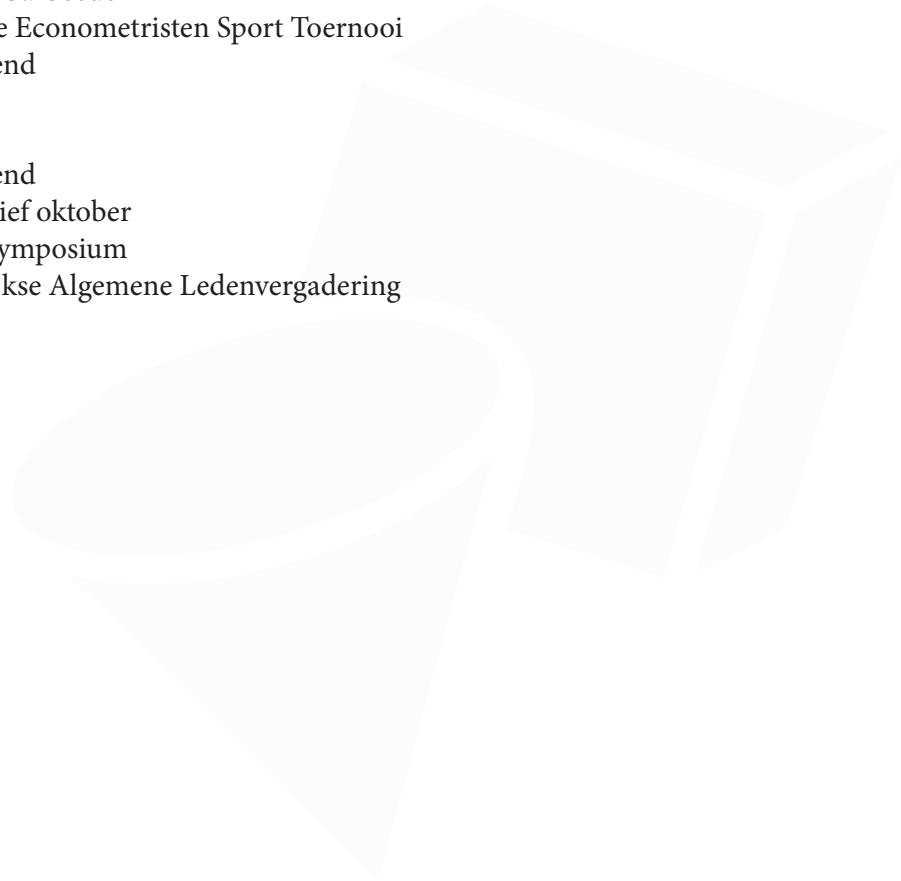 e Econometristen Sport Toernooi
end
end
ief oktober
ymposium
kse Algemene Ledenvergadering